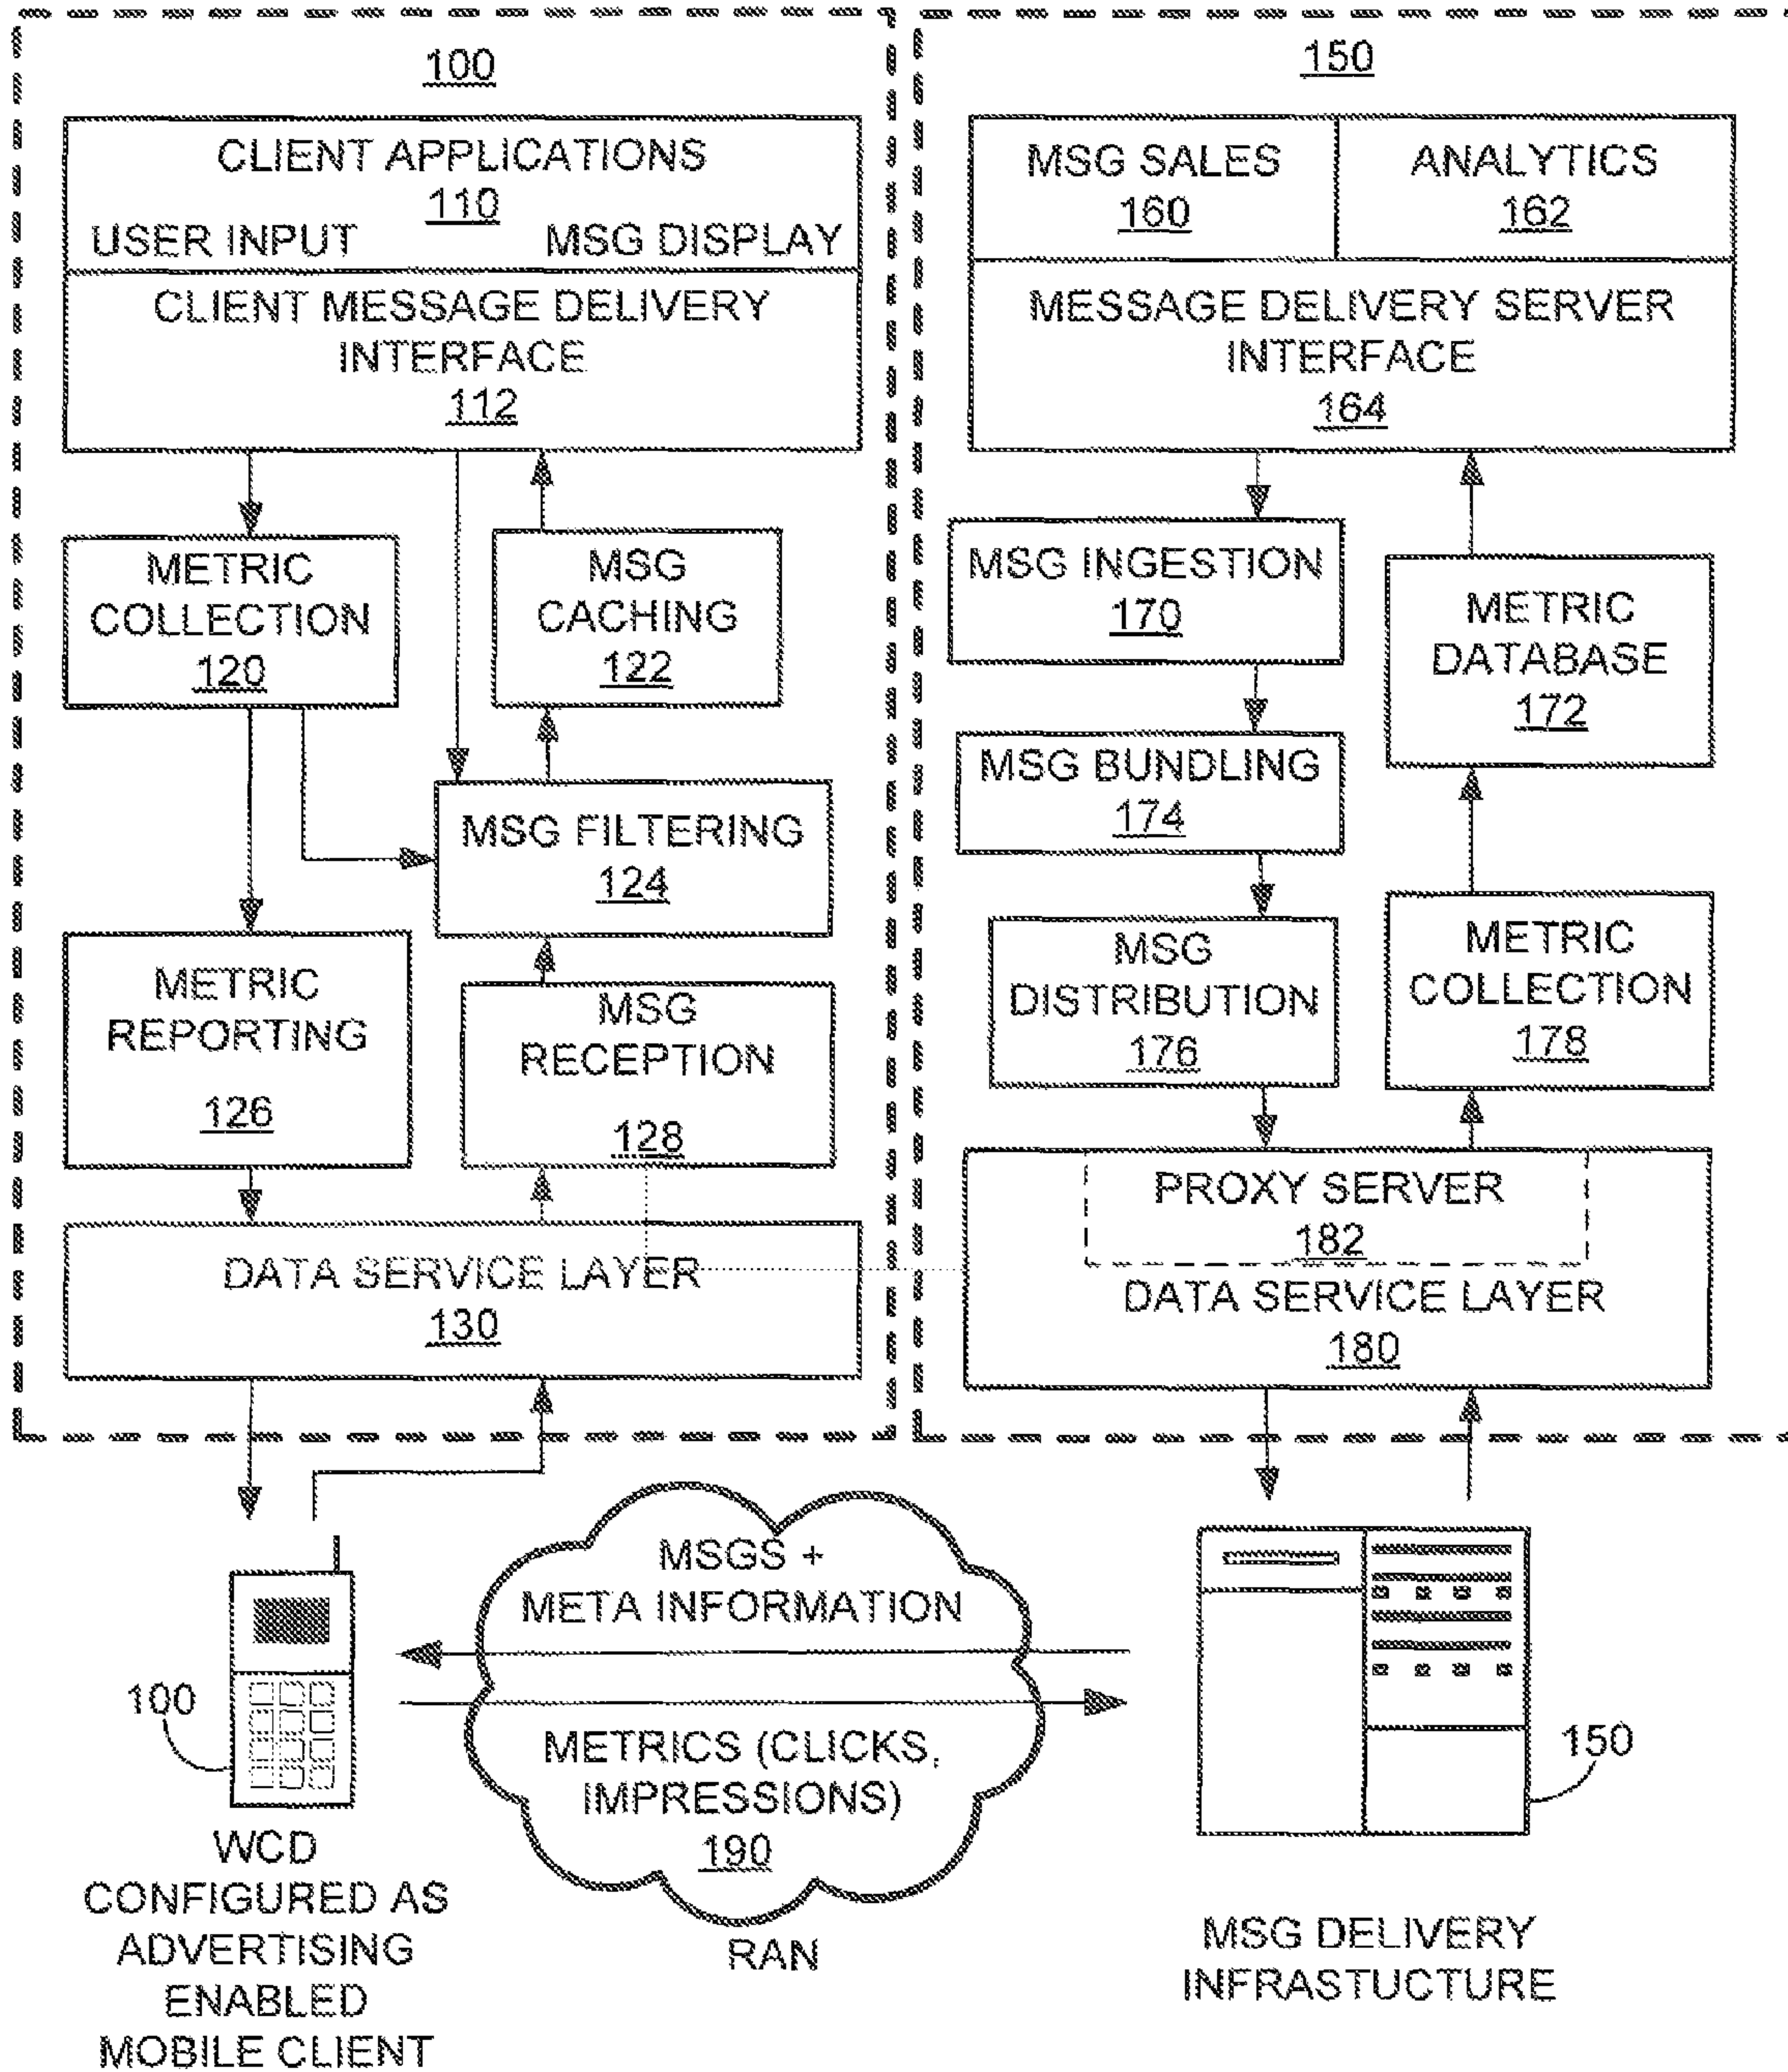 100
CLIENT APPLICATIONS
110
USER INPUT
MSG DISPLAY
CLIENT MESSAGE DELIVERY
INTERFACE
112
METRIC
COLLECTION
120
MSG
CACHING
122
MSG FILTERING
124
METRIC
REPORTING
126
MSG
RECEPTION
128
DATA SERVICE LAYER
130
150
MSG SALES
160
ANALYTICS
162
MESSAGE DELIVERY SERVER
INTERFACE
164
MSG INGESTION
170
METRIC
DATABASE
172
MSG BUNDLING
174
MSG
DISTRIBUTION
176
METRIC
COLLECTION
178
PROXY SERVER
182
DATA SERVICE LAYER
180
100
WCD
CONFIGURED AS
ADVERTISING
ENABLED
MOBILE CLIENT
MSGS +
META INFORMATION
METRICS (CLICKS,
IMPRESSIONS)
190
RAN
150
MSG DELIVERY
INFRASTUCTURE